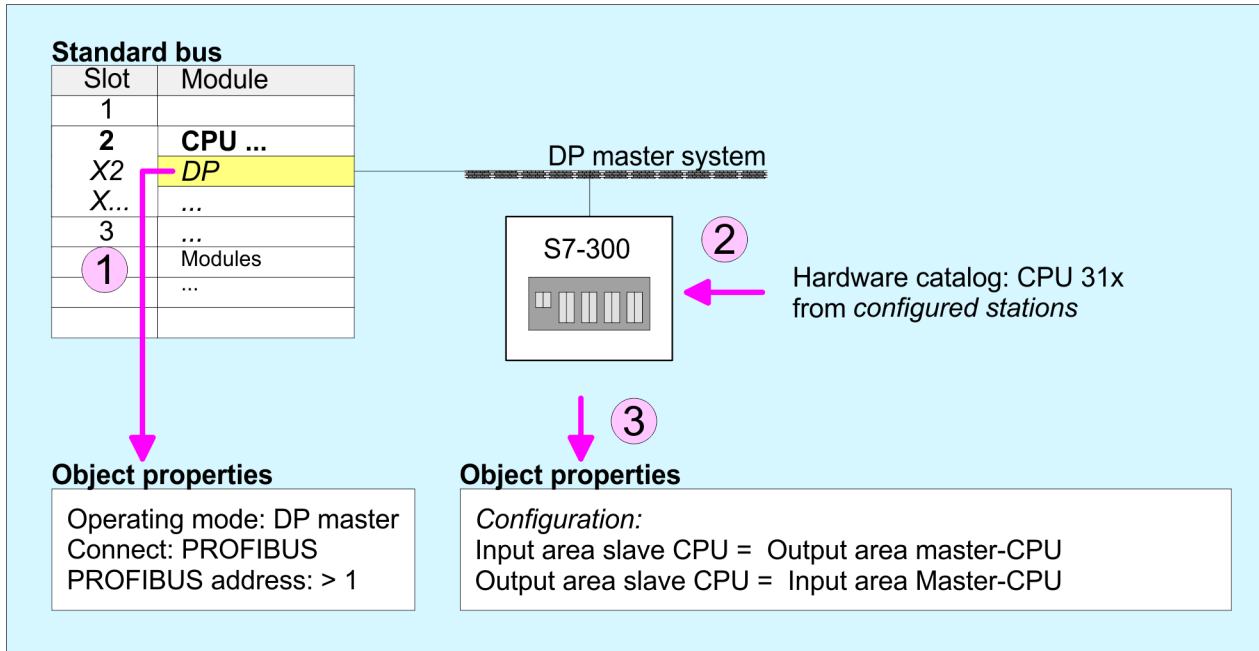 Standard bus
Slot Module
1
2 CPU ...
X2 DP
X... ...
3 ...
Modules
...
1
DP master system
S7-300
2
Hardware catalog: CPU 31x
from configured stations
3
Object properties
Operating mode: DP master
Connect: PROFIBUS
PROFIBUS address: > 1
Object properties
Configuration:
Input area slave CPU = Output area master-CPU
Output area slave CPU = Input area Master-CPU